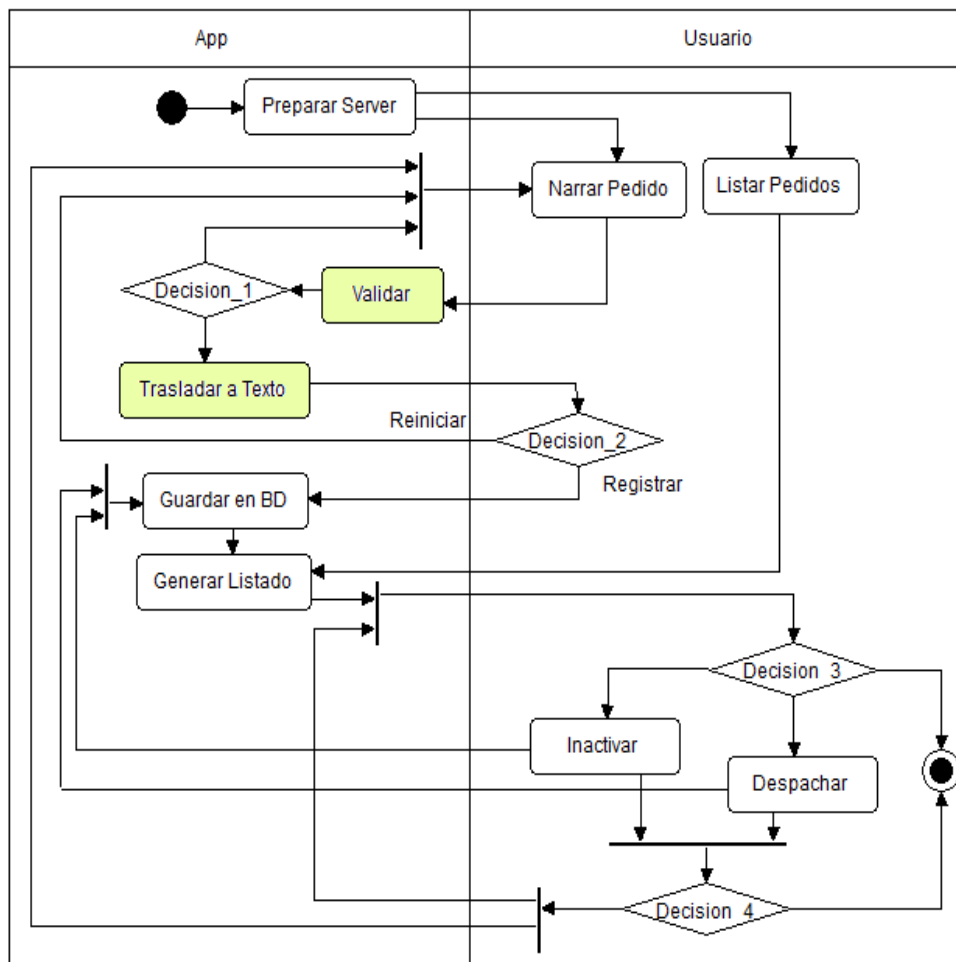 App
Usuario
Preparar Server
Narrar Pedido
Listar Pedidos
Decision_1
Validar
Trasladar a Texto
Reiniciar
Decision_2
Registrar
Guardar en BD
Generar Listado
Decision_3
Inactivar
Despachar
Decision_4